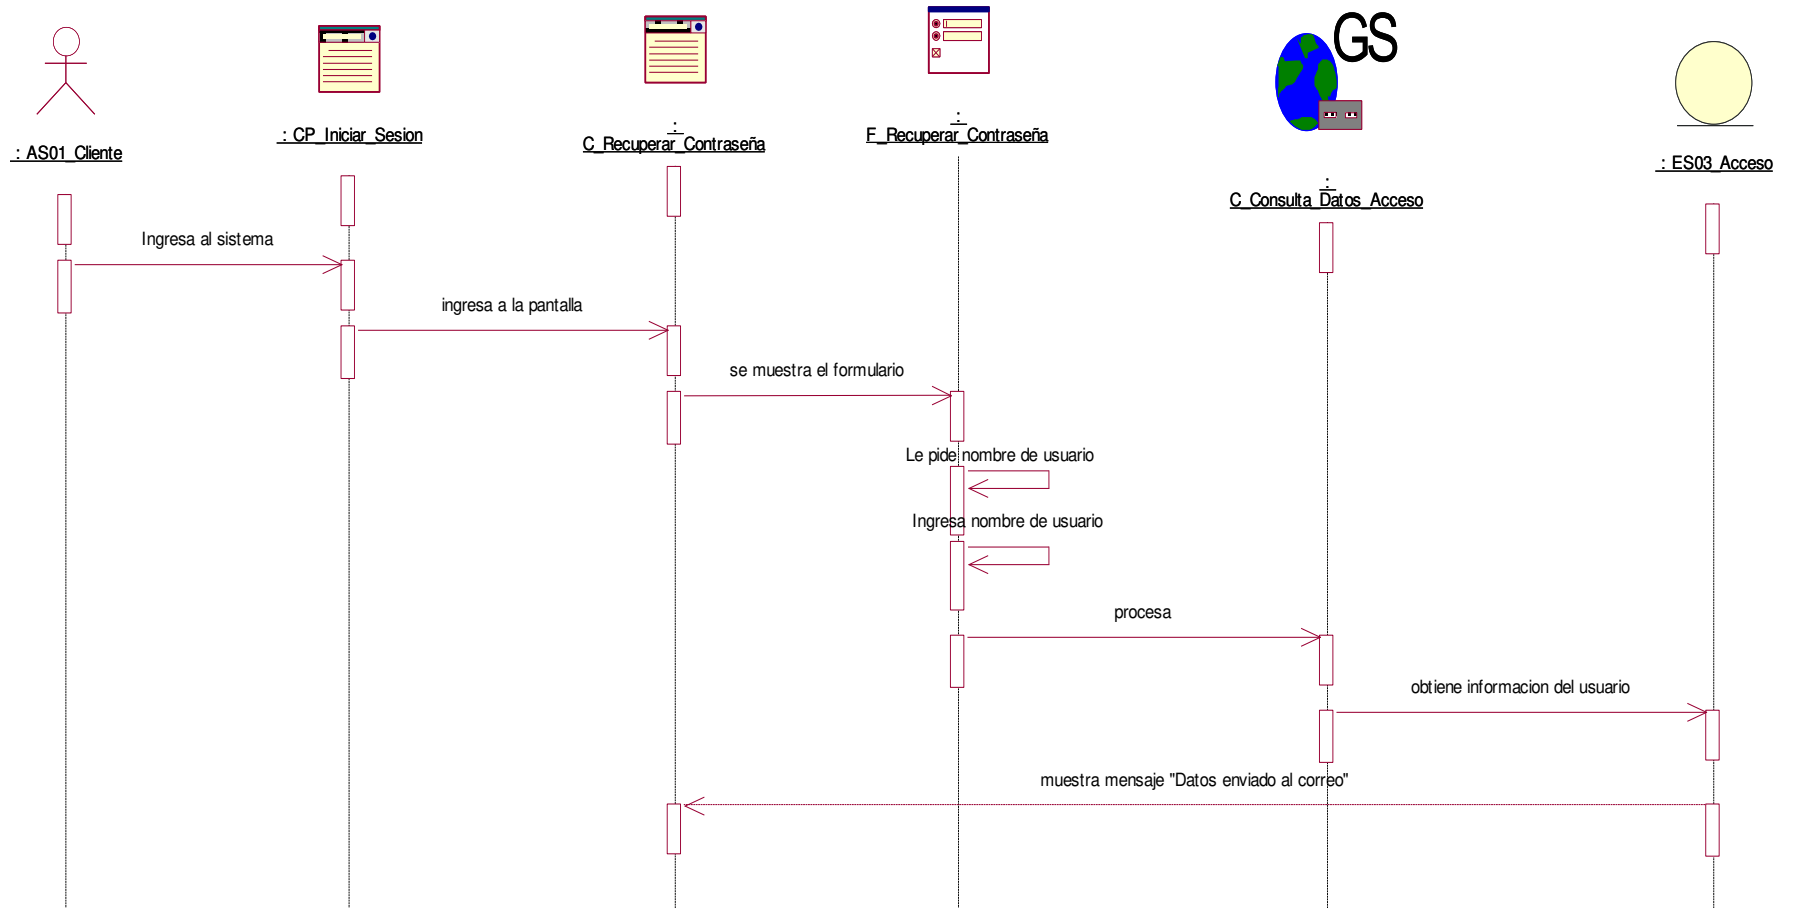 GS
: AS01_Cliente
: CP_Iniciar_Sesion
:
C_Recuperar_Contraseña
:
F_Recuperar_Contraseña
:
C_Consulta_Datos_Acceso
: ES03_Acceso
Ingresa al sistema
ingresa a la pantalla
se muestra el formulario
Le pide nombre de usuario
Ingresa nombre de usuario
procesa
obtiene informacion del usuario
muestra mensaje "Datos enviado al correo"